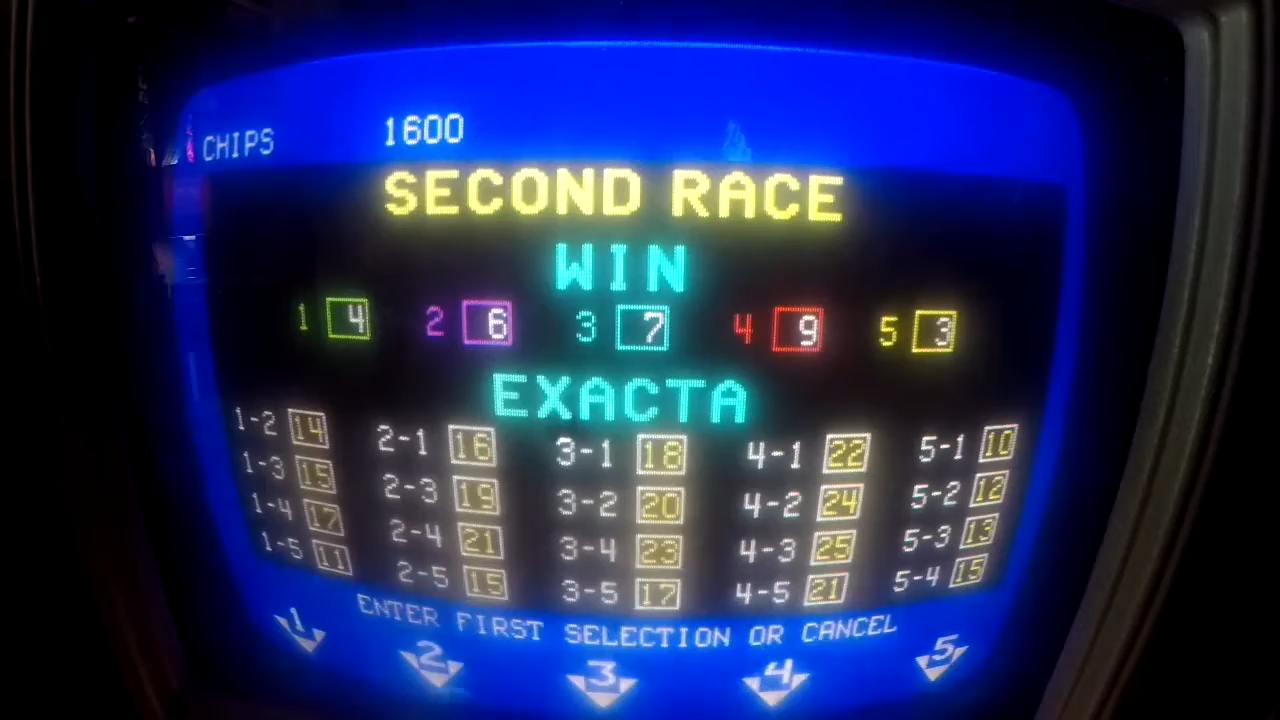 CHIPS 1600
SECOND RACE
WIN
1 4 2 6 3 7 4 9 5 3
EXACTA
1-2 14 2-1 16 3-1 18 4-1 22 5-1 10
1-3 15 2-3 19 3-2 20 4-2 24 5-2 12
1-4 17 2-4 21 3-4 23 4-3 25 5-3 13
1-5 11 2-5 15 3-5 17 4-5 21 5-4 15
ENTER FIRST SELECTION OR CANCEL
1 2 3 4 5